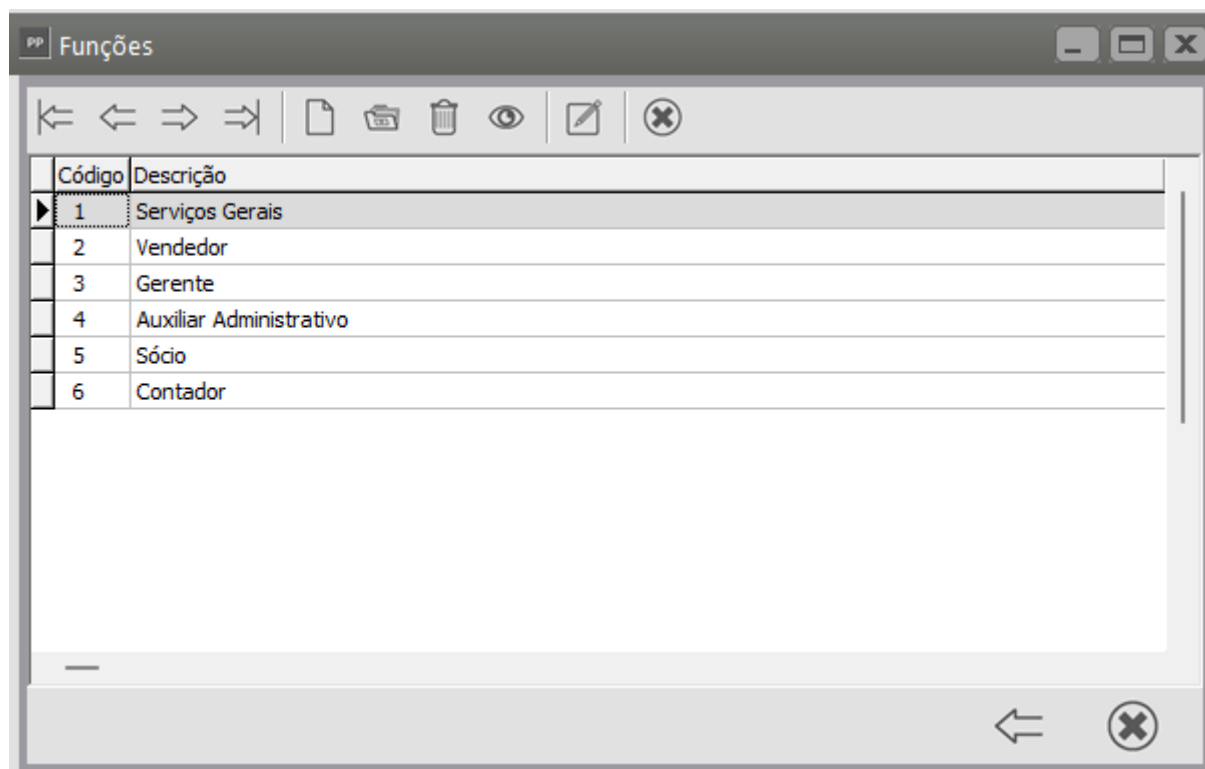 PP Funções
Código Descrição
1 Serviços Gerais
2 Vendedor
3 Gerente
4 Auxiliar Administrativo
5 Sócio
6 Contador